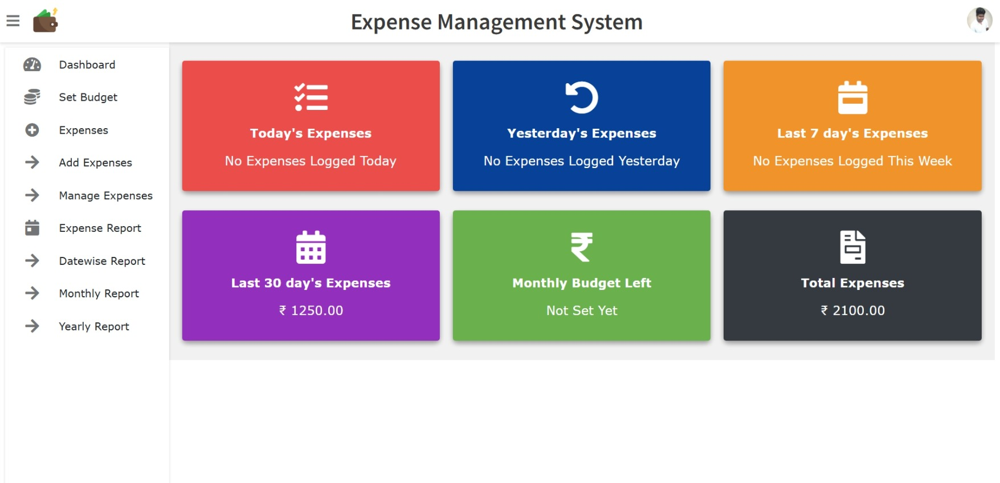 Expense Management System
Dashboard
Set Budget
Expenses
Add Expenses
Manage Expenses
Expense Report
Datewise Report
Monthly Report
Yearly Report
Today's Expenses
No Expenses Logged Today
Yesterday's Expenses
No Expenses Logged Yesterday
Last 7 day's Expenses
No Expenses Logged This Week
Last 30 day's Expenses
₹ 1250.00
Monthly Budget Left
Not Set Yet
Total Expenses
₹ 2100.00